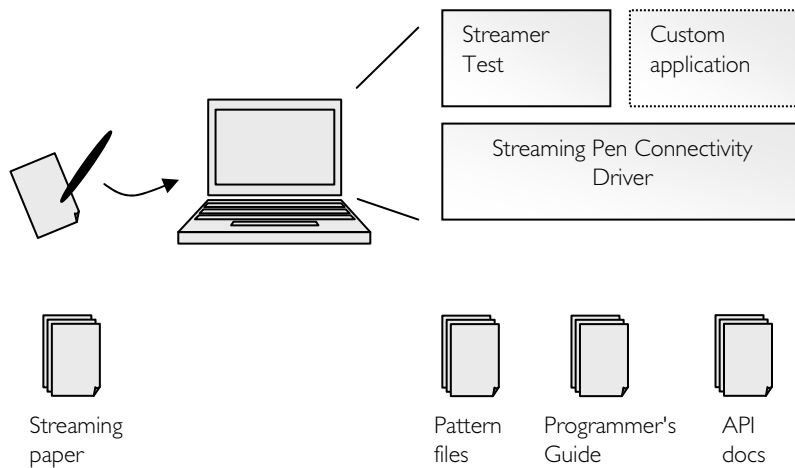 Streamer
Test
Custom
application
Streaming Pen Connectivity
Driver
Streaming
paper
Pattern
files
Programmer's
Guide
API
docs